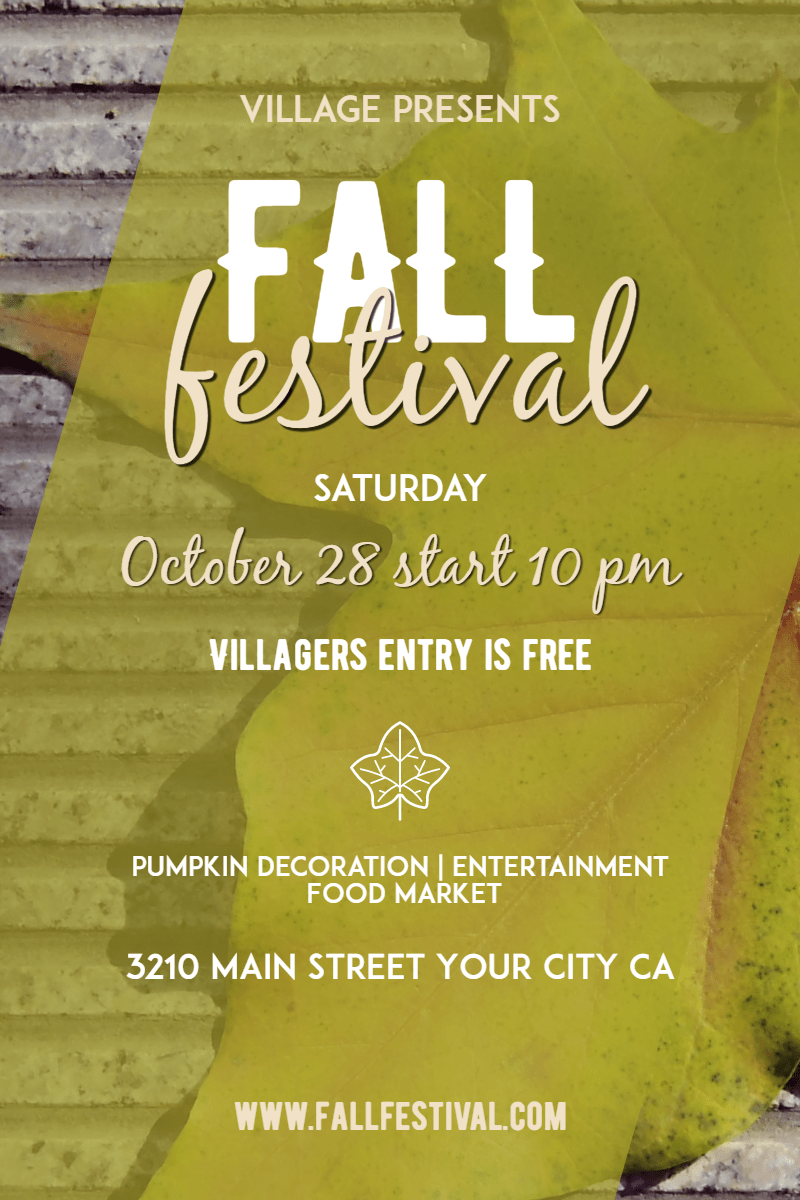 VILLAGE PRESENTS
FALL
festival
SATURDAY
October 28 start 10 pm
VILLAGERS ENTRY IS FREE
PUMPKIN DECORATION | ENTERTAINMENT
FOOD MARKET
3210 MAIN STREET YOUR CITY CA
WWW.FALLFESTIVAL.COM